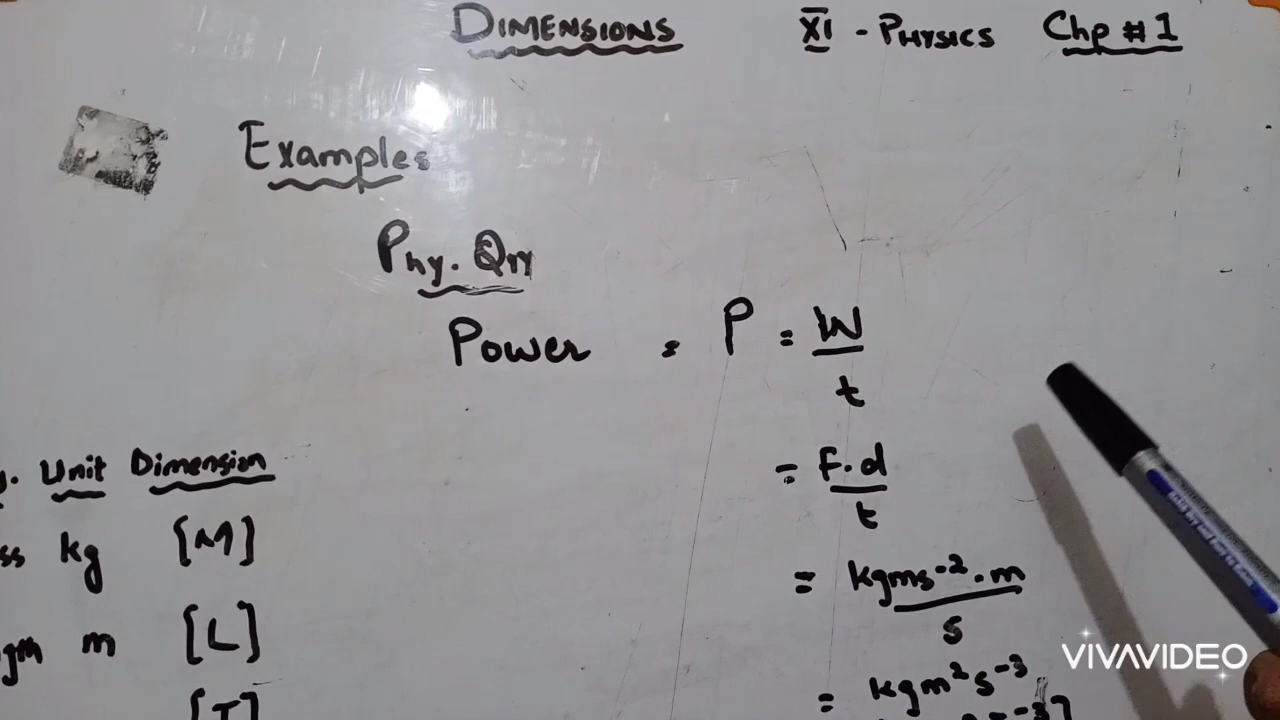 DIMENSIONS XI - PHYSICS Chp # 1
Examples
Phy. Qty
Power = P = W
t
= F.d
t
Unit Dimension
kg [M]
= kgms⁻².m
s
m [L]
= kgm²s⁻³
[T]
VIVAVIDEO